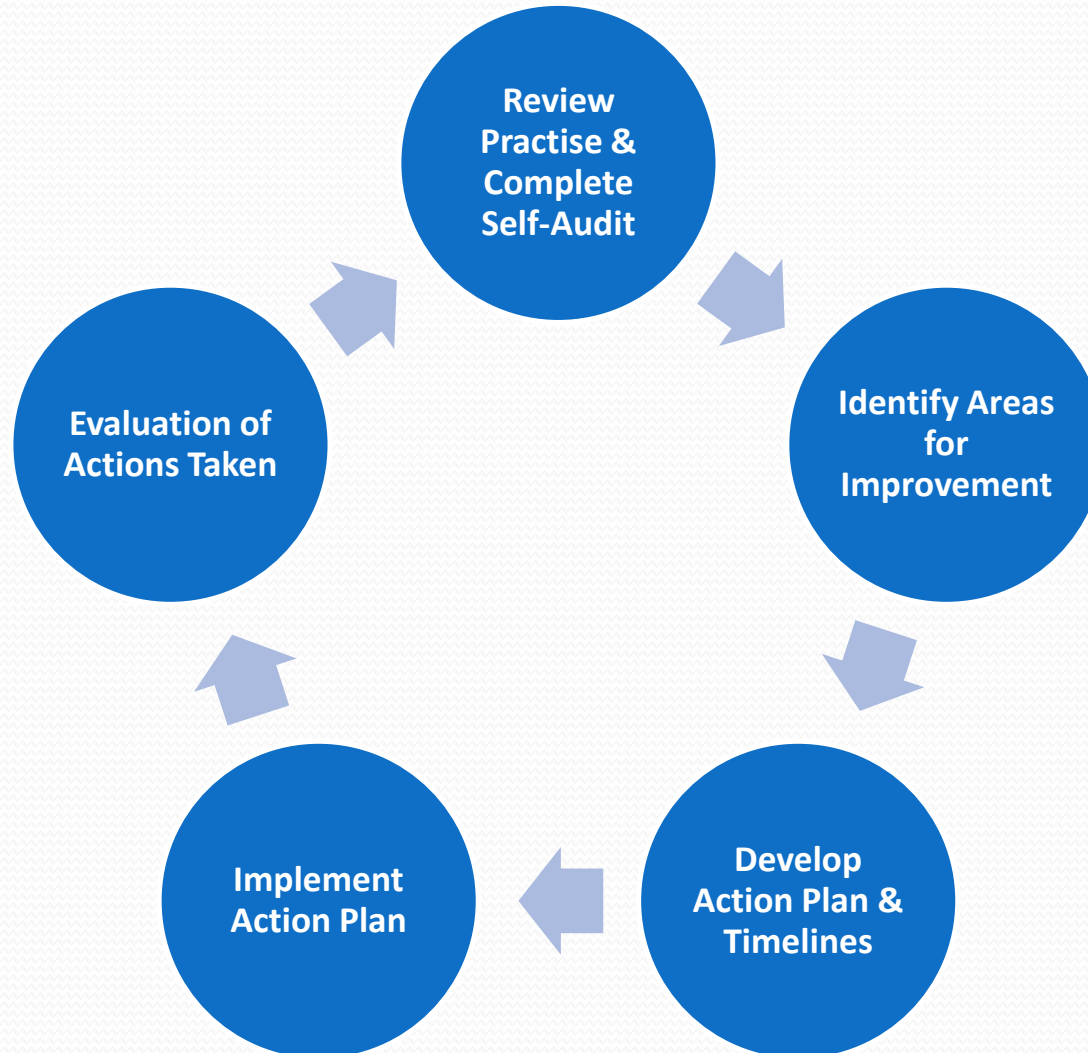 Review
Practise &
Complete
Self-Audit
Identify Areas
for
Improvement
Develop
Action Plan &
Timelines
Implement
Action Plan
Evaluation of
Actions Taken